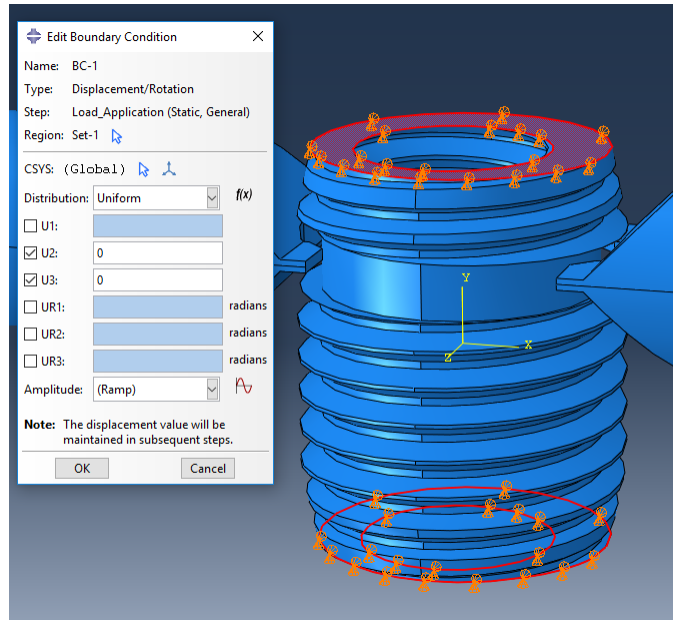 Edit Boundary Condition
Name: BC-1
Type: Displacement/Rotation
Step: Load_Application (Static, General)
Region: Set-1
CSYS: (Global)
Distribution: Uniform f(x)
U1:
U2: 0
U3: 0
UR1: radians
UR2: radians
UR3: radians
Amplitude: (Ramp)
Note: The displacement value will be
maintained in subsequent steps.
OK Cancel
Y
X
Z